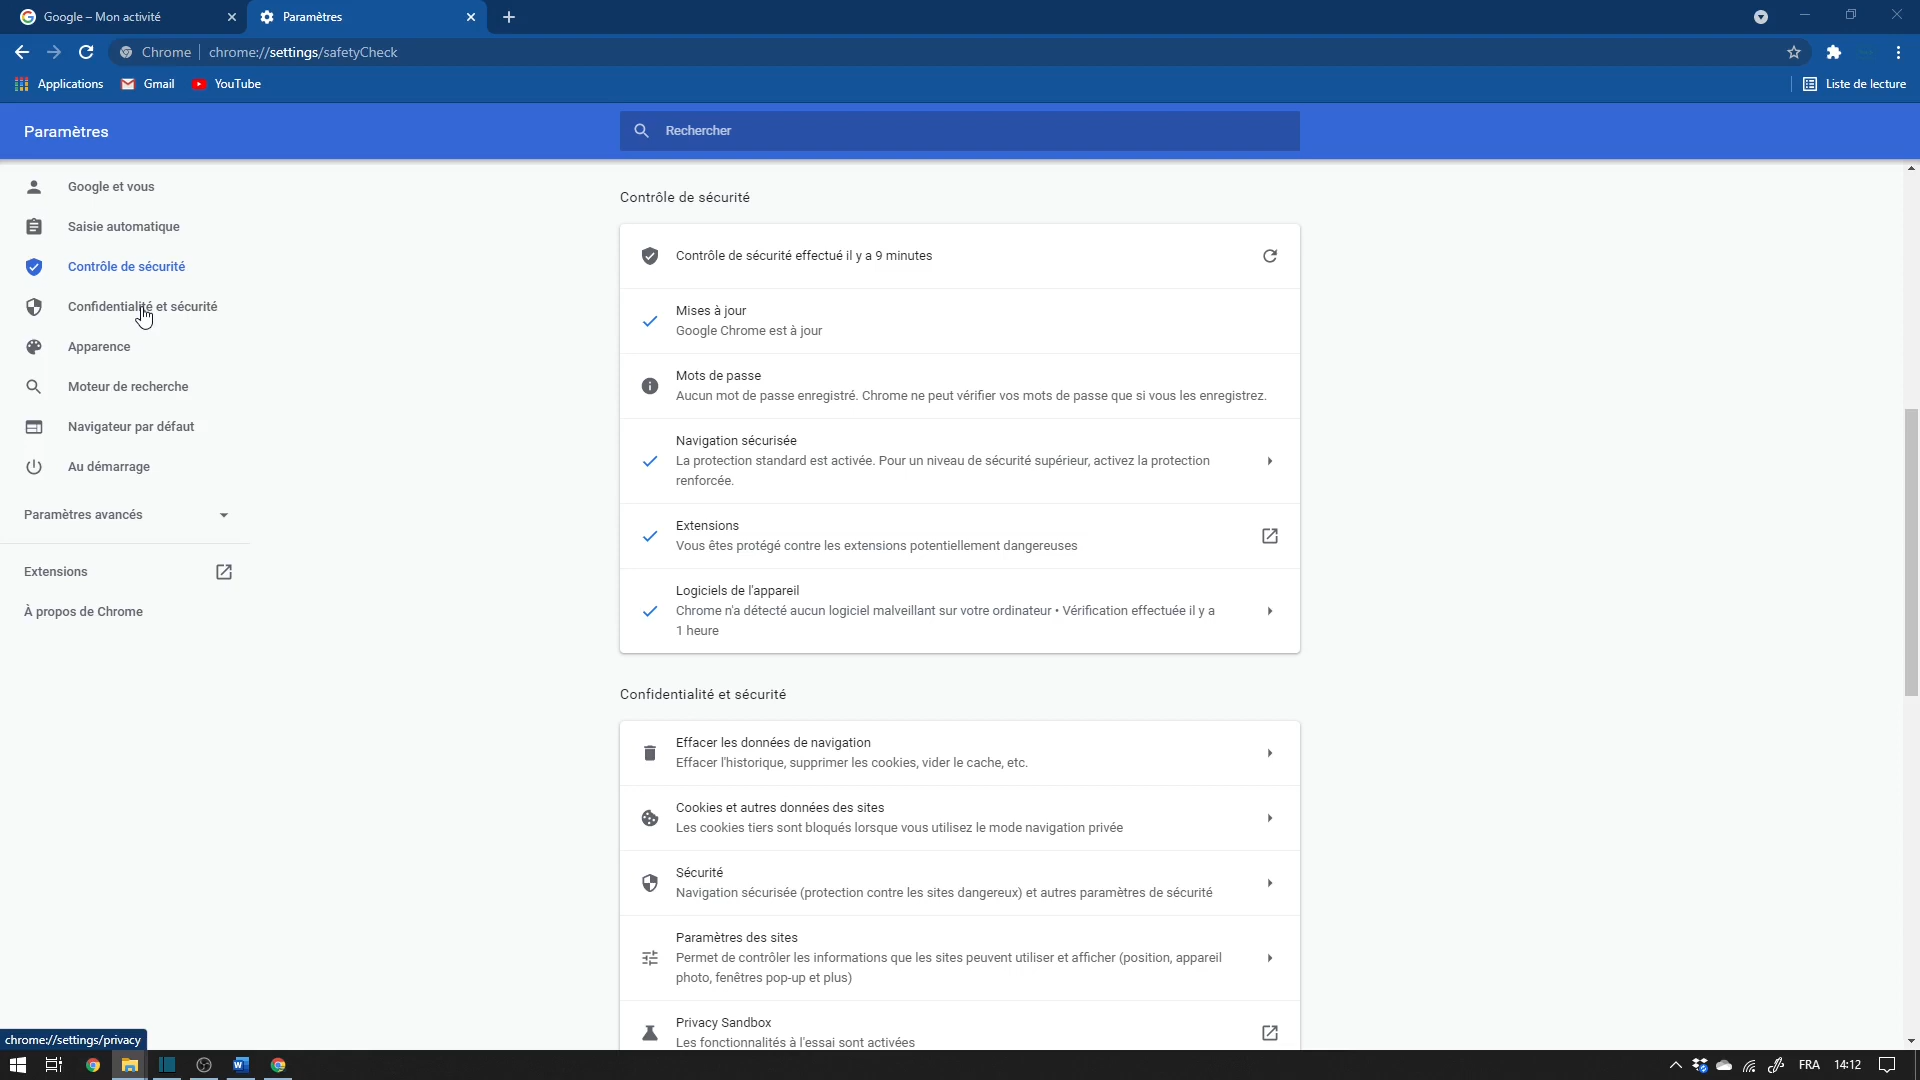 Google – Mon activité
Paramètres
Chrome
chrome://settings/safetyCheck
Applications
Gmail
YouTube
Liste de lecture
Paramètres
Rechercher
Google et vous
Saisie automatique
Contrôle de sécurité
Confidentialité et sécurité
Apparence
Moteur de recherche
Navigateur par défaut
Au démarrage
Paramètres avancés
Extensions
À propos de Chrome
Contrôle de sécurité
Contrôle de sécurité effectué il y a 9 minutes
Mises à jour
Google Chrome est à jour
Mots de passe
Aucun mot de passe enregistré. Chrome ne peut vérifier vos mots de passe que si vous les enregistrez.
Navigation sécurisée
La protection standard est activée. Pour un niveau de sécurité supérieur, activez la protection
renforcée.
Extensions
Vous êtes protégé contre les extensions potentiellement dangereuses
Logiciels de l'appareil
Chrome n'a détecté aucun logiciel malveillant sur votre ordinateur • Vérification effectuée il y a
1 heure
Confidentialité et sécurité
Effacer les données de navigation
Effacer l'historique, supprimer les cookies, vider le cache, etc.
Cookies et autres données des sites
Les cookies tiers sont bloqués lorsque vous utilisez le mode navigation privée
Sécurité
Navigation sécurisée (protection contre les sites dangereux) et autres paramètres de sécurité
Paramètres des sites
Permet de contrôler les informations que les sites peuvent utiliser et afficher (position, appareil
photo, fenêtres pop-up et plus)
Privacy Sandbox
Les fonctionnalités à l'essai sont activées
chrome://settings/privacy
FRA
14:12